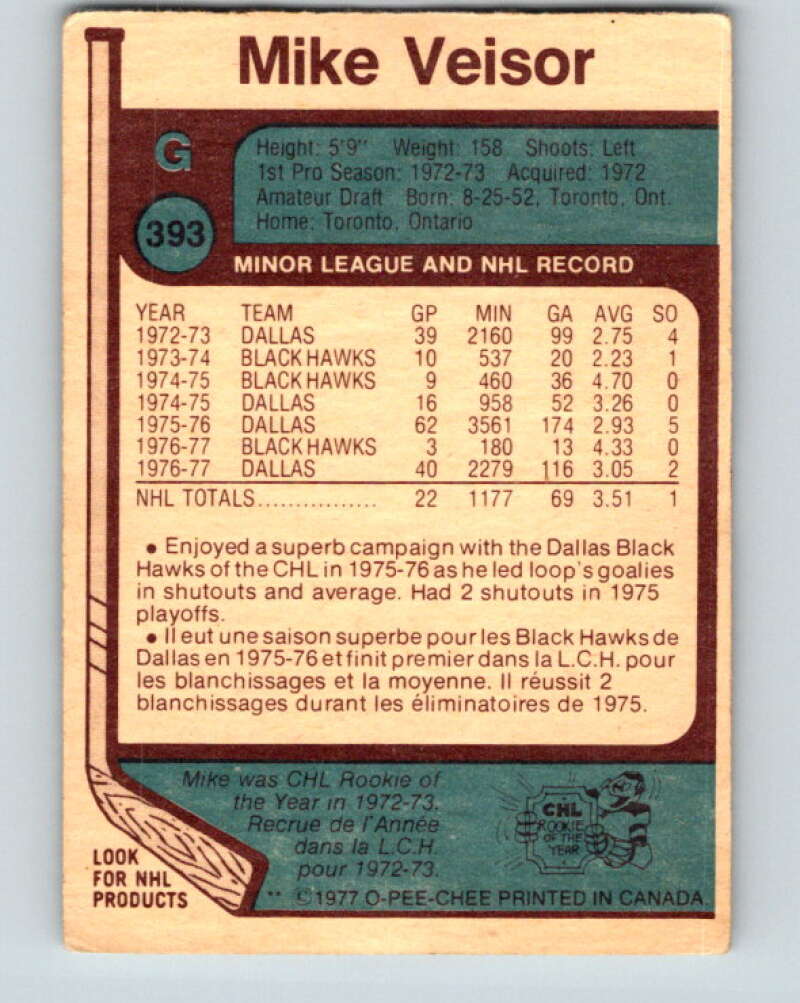 Mike Veisor
G
393
Height: 5'9" Weight: 158 Shoots: Left
1st Pro Season: 1972-73 Acquired: 1972
Amateur Draft Born: 8-25-52, Toronto, Ont.
Home: Toronto, Ontario
MINOR LEAGUE AND NHL RECORD
YEAR TEAM GP MIN GA AVG SO
1972-73 DALLAS 39 2160 99 2.75 4
1973-74 BLACK HAWKS 10 537 20 2.23 1
1974-75 BLACK HAWKS 9 460 36 4.70 0
1974-75 DALLAS 16 958 52 3.26 0
1975-76 DALLAS 62 3561 174 2.93 5
1976-77 BLACK HAWKS 3 180 13 4.33 0
1976-77 DALLAS 40 2279 116 3.05 2
NHL TOTALS................ 22 1177 69 3.51 1
• Enjoyed a superb campaign with the Dallas Black
Hawks of the CHL in 1975-76 as he led loop's goalies
in shutouts and average. Had 2 shutouts in 1975
playoffs.
• Il eut une saison superbe pour les Black Hawks de
Dallas en 1975-76 et finit premier dans la L.C.H. pour
les blanchissages et la moyenne. Il réussit 2
blanchissages durant les éliminatoires de 1975.
Mike was CHL Rookie of
the Year in 1972-73.
Recrue de l'Année
dans la L.C.H.
pour 1972-73.
CHL
ROOKIE
OF THE
YEAR
LOOK
FOR NHL
PRODUCTS
** ©1977 O-PEE-CHEE PRINTED IN CANADA